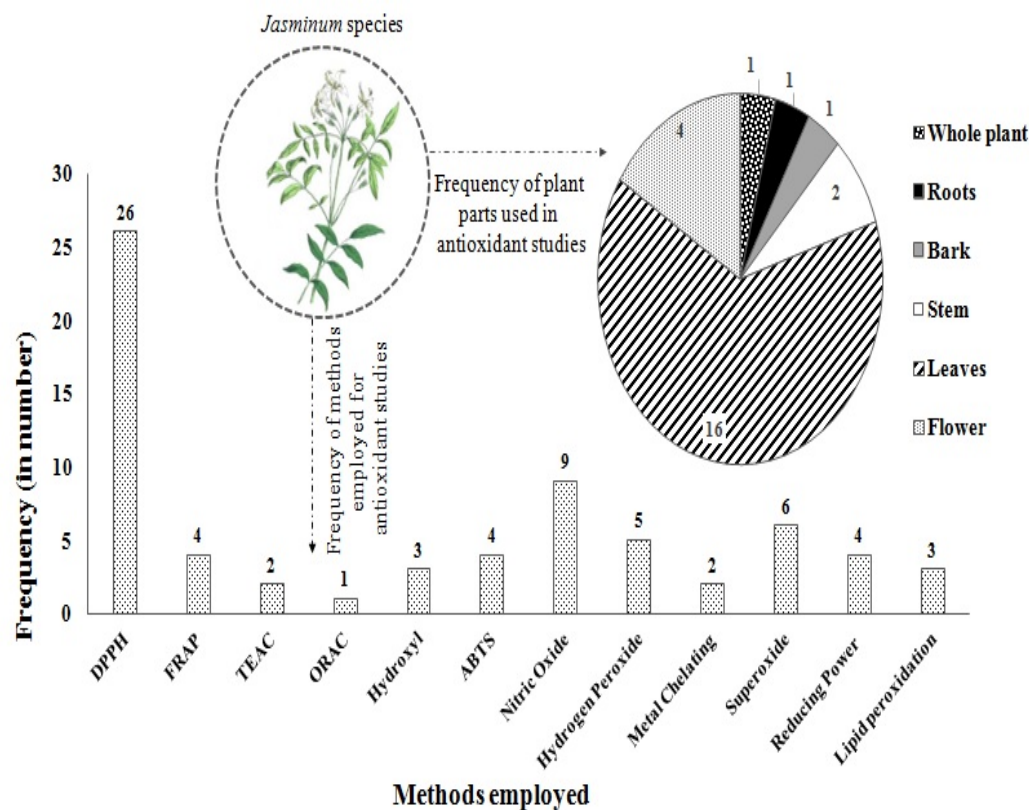 Jasminum species
Frequency of plant
parts used in
antioxidant studies
1
1
1
2
16
4
Whole plant
Roots
Bark
Stem
Leaves
Flower
Frequency of methods
employed for
antioxidant studies
Frequency (in number)
30
25
20
15
10
5
0
26
4
2
1
3
4
9
5
2
6
4
3
DPPH
FRAP
TEAC
ORAC
Hydroxyl
ABTS
Nitric Oxide
Hydrogen Peroxide
Metal Chelating
Superoxide
Reducing Power
Lipid peroxidation
Methods employed